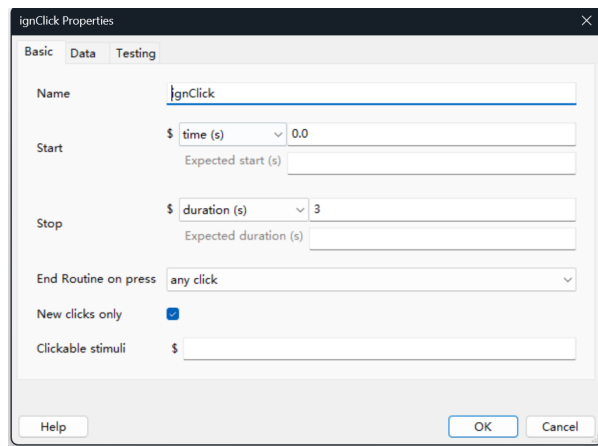 ignClick Properties
Basic Data Testing
Name ignClick
Start $ time (s) 0.0
Expected start (s)
Stop $ duration (s) 3
Expected duration (s)
End Routine on press any click
New clicks only
Clickable stimuli $
Help OK Cancel